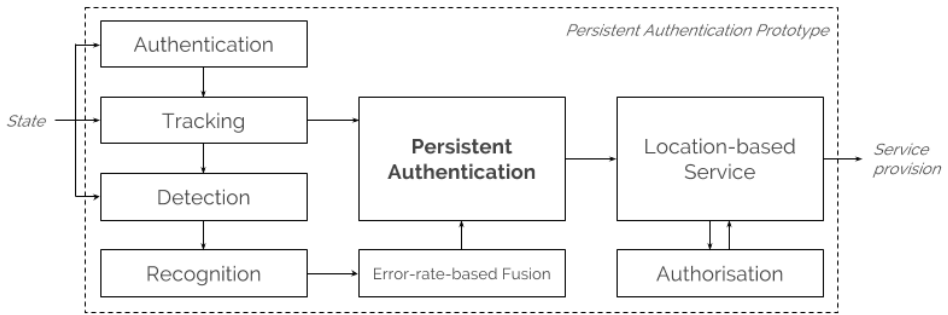 Persistent Authentication Prototype
Authentication
State
Tracking
Detection
Recognition
Persistent
Authentication
Error-rate-based Fusion
Location-based
Service
Authorisation
Service
provision